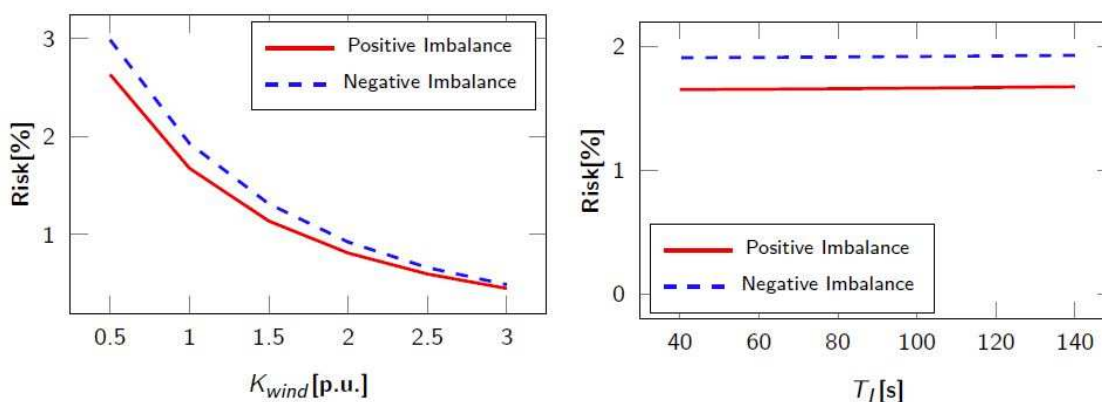 3
2
1
Risk[%]
Positive Imbalance
Negative Imbalance
0.5 1 1.5 2 2.5 3
K_wind[p.u.]
2
1
0
Risk[%]
Positive Imbalance
Negative Imbalance
40 60 80 100 120 140
T_I[s]